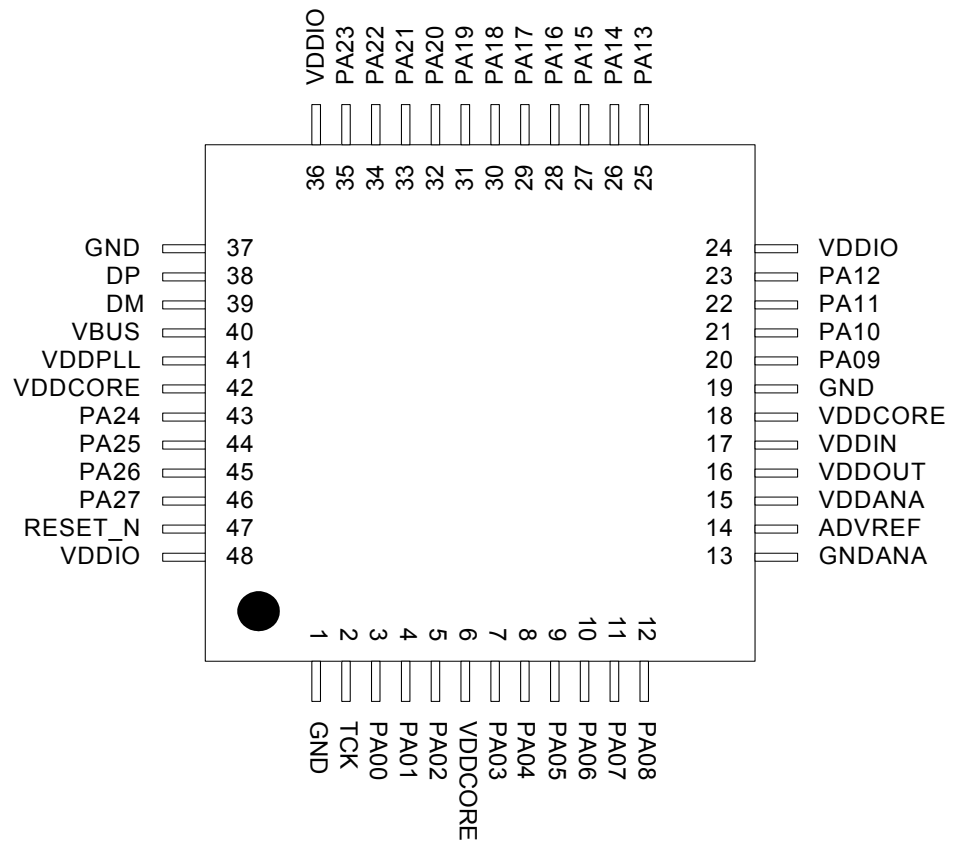 VDDIO PA23 PA22 PA21 PA20 PA19 PA18 PA17 PA16 PA15 PA14 PA13
36 35 34 33 32 31 30 29 28 27 26 25
GND 37
DP 38
DM 39
VBUS 40
VDDPLL 41
VDDCORE 42
PA24 43
PA25 44
PA26 45
PA27 46
RESET_N 47
VDDIO 48
24 VDDIO
23 PA12
22 PA11
21 PA10
20 PA09
19 GND
18 VDDCORE
17 VDDIN
16 VDDOUT
15 VDDANA
14 ADVREF
13 GNDANA
1 2 3 4 5 6 7 8 9 10 11 12
GND TCK PA00 PA01 PA02 VDDCORE PA03 PA04 PA05 PA06 PA07 PA08